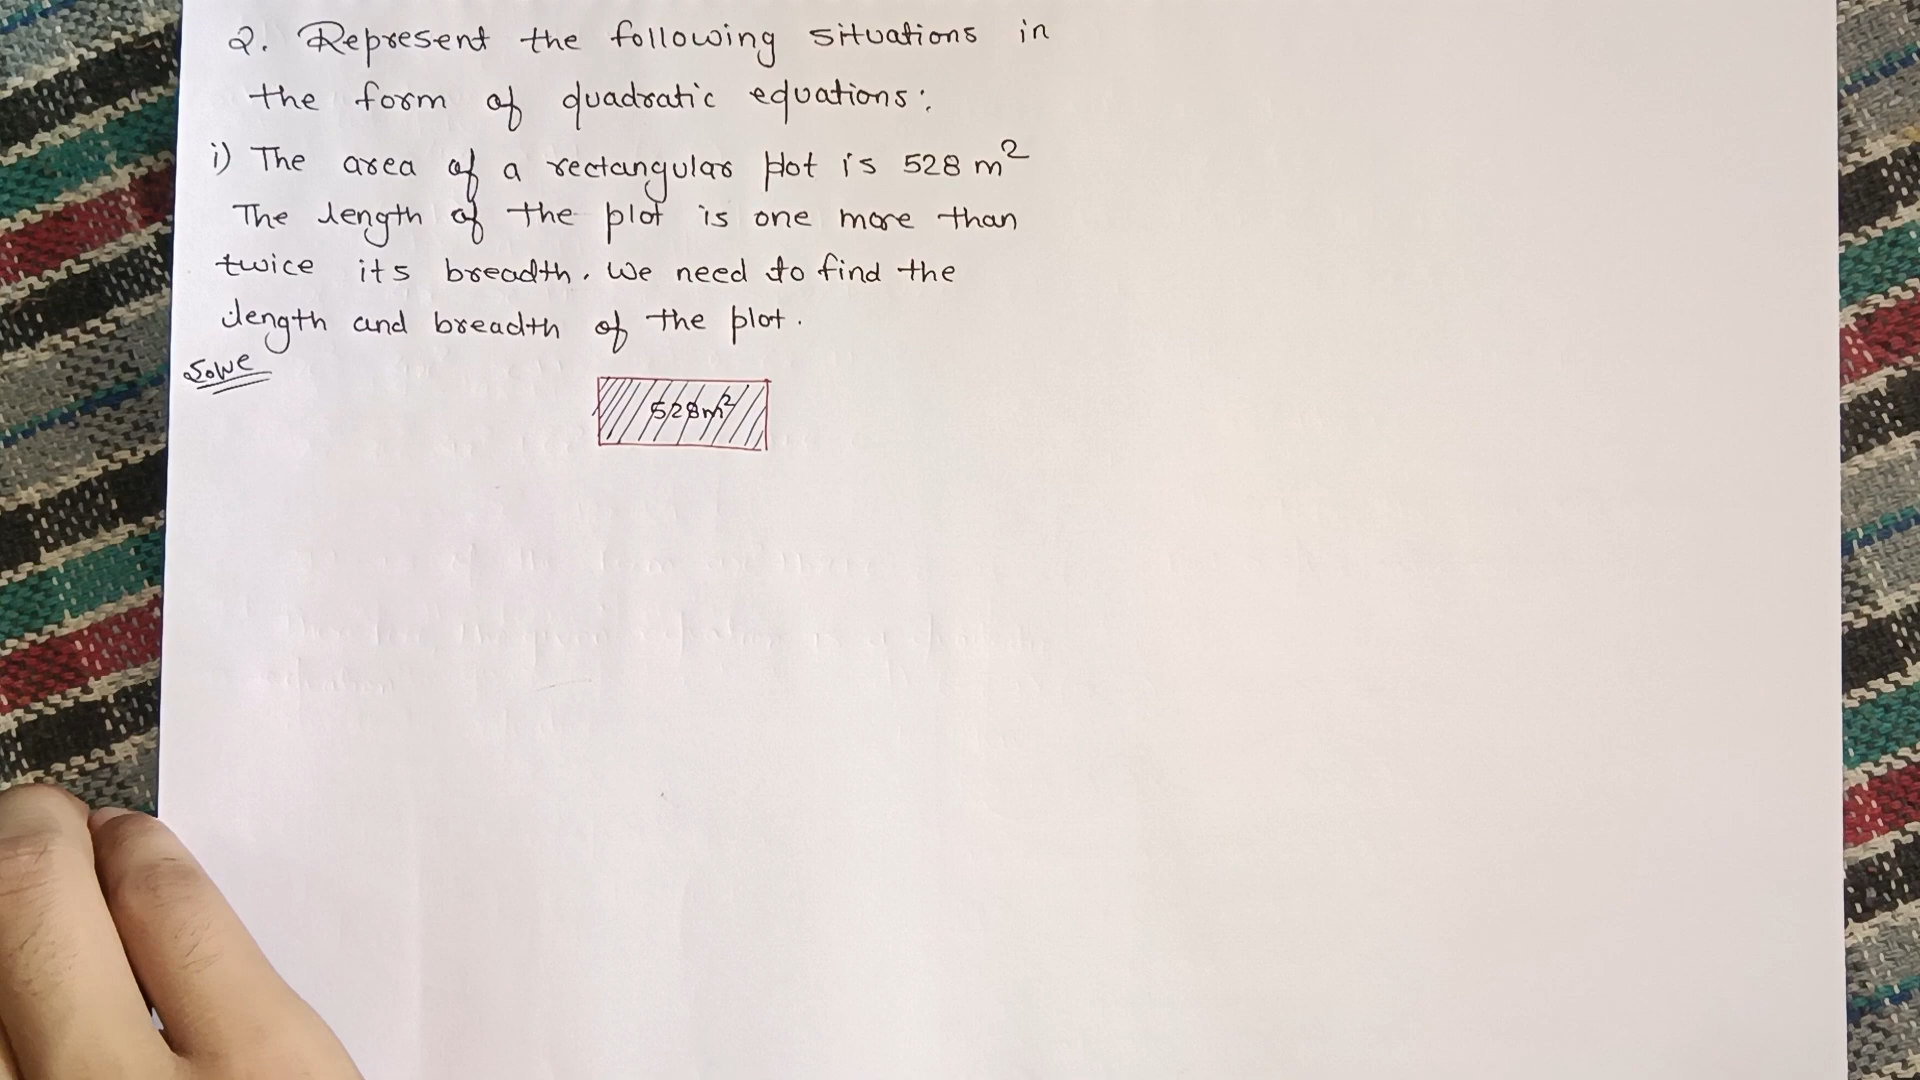 2. Represent the following situations in
the form of quadratic equations:
i) The area of a rectangular plot is 528 m²
The length of the plot is one more than
twice its breadth. We need to find the
length and breadth of the plot.
528m²